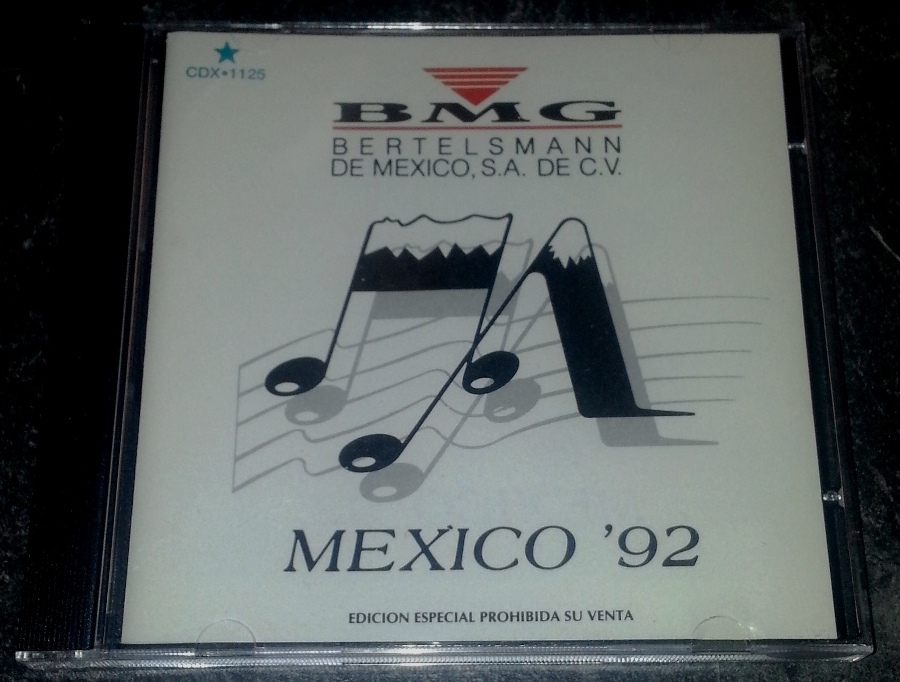 CDX•1125
BMG
BERTELSMANN
DE MEXICO, S.A. DE C.V.
MEXICO '92
EDICION ESPECIAL PROHIBIDA SU VENTA